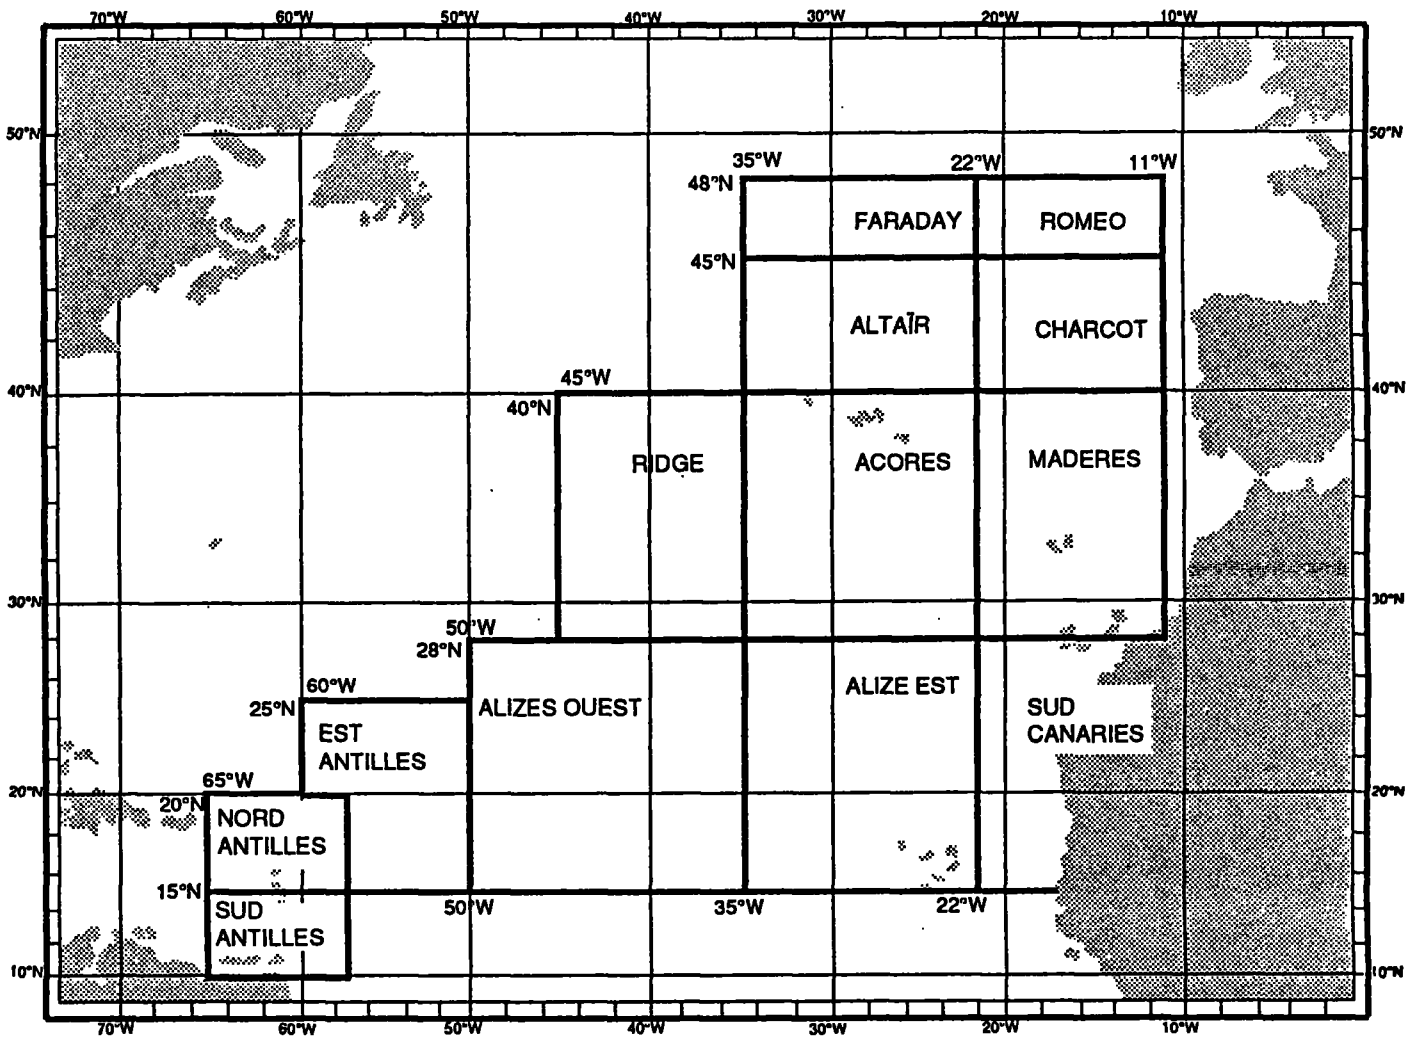 70°W 60°W 50°W 40°W 30°W 20°W 10°W
50°N 50°N
35°W 22°W 11°W
48°N
FARADAY ROMEO
45°N
ALTAÏR CHARCOT
40°N 45°W 40°N
40°N
RIDGE ACORES MADERES
30°N 30°N
50°W
28°N
60°W ALIZE EST
25°N ALIZES OUEST SUD
CANARIES
EST
ANTILLES
65°W
20°N 20°N 20°N
NORD
ANTILLES
15°N
50°W 35°W 22°W
SUD
ANTILLES
10°N 10°N
70°W 60°W 50°W 40°W 30°W 20°W 10°W